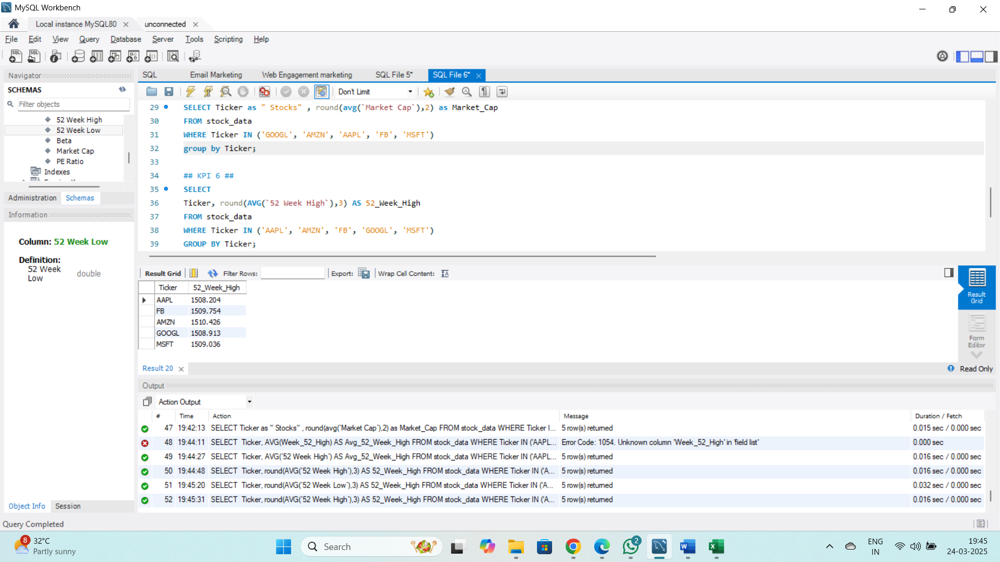 MySQL Workbench
Local instance MySQL80
unconnected
File Edit View Query Database Server Tools Scripting Help
Navigator
SCHEMAS
Filter objects
52 Week High
52 Week Low
Beta
Market Cap
PE Ratio
Indexes
Administration Schemas
Information
Column: 52 Week Low
Definition:
52 Week Low double
Object Info Session
SQL Email Marketing Web Engagement marketing SQL File 5* SQL File 6*
Don't Limit
29 SELECT Ticker as " Stocks" , round(avg(`Market Cap`),2) as Market_Cap
30 FROM stock_data
31 WHERE Ticker IN ('GOOGL', 'AMZN', 'AAPL', 'FB', 'MSFT')
32 group by Ticker;
33
34 ## KPI 6 ##
35 SELECT
36 Ticker, round(AVG(`52 Week High`),3) AS 52_Week_High
37 FROM stock_data
38 WHERE Ticker IN ('AAPL', 'AMZN', 'FB', 'GOOGL', 'MSFT')
39 GROUP BY Ticker;
Result Grid Filter Rows: Export: Wrap Cell Content:
Ticker 52_Week_High
AAPL 1508.204
FB 1509.754
AMZN 1510.426
GOOGL 1508.913
MSFT 1509.036
Result Grid
Form Editor
Result 20
Read Only
Output
Action Output
# Time Action Message Duration / Fetch
47 19:42:13 SELECT Ticker as " Stocks" , round(avg(`Market Cap`),2) as Market_Cap FROM stock_data WHERE Ticker I... 5 row(s) returned 0.015 sec / 0.000 sec
48 19:44:11 SELECT Ticker, AVG(Week_52_High) AS Avg_52_Week_High FROM stock_data WHERE Ticker IN ('AAPL... Error Code: 1054. Unknown column 'Week_52_High' in 'field list' 0.000 sec
49 19:44:27 SELECT Ticker, AVG(`52 Week High`) AS Avg_52_Week_High FROM stock_data WHERE Ticker IN ('AAPL... 5 row(s) returned 0.016 sec / 0.000 sec
50 19:44:48 SELECT Ticker, round(AVG(`52 Week High`),3) AS 52_Week_High FROM stock_data WHERE Ticker IN ('A... 5 row(s) returned 0.016 sec / 0.000 sec
51 19:45:20 SELECT Ticker, round(AVG(`52 Week Low`),3) AS 52_Week_High FROM stock_data WHERE Ticker IN ('A... 5 row(s) returned 0.032 sec / 0.000 sec
52 19:45:31 SELECT Ticker, round(AVG(`52 Week High`),3) AS 52_Week_High FROM stock_data WHERE Ticker IN ('A... 5 row(s) returned 0.016 sec / 0.000 sec
Query Completed
8
32°C
Partly sunny
Search
2
ENG
IN
19:45
24-03-2025